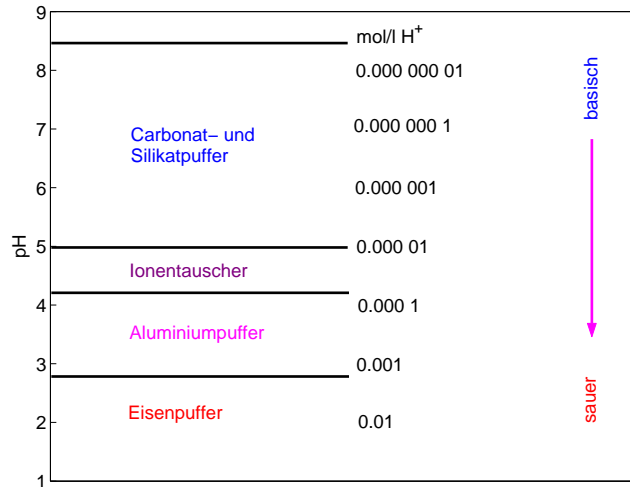 9
mol/l H⁺
8
0.000 000 01
basisch
7
0.000 000 1
Carbonat– und
Silikatpuffer
6
0.000 001
pH
5
0.000 01
Ionentauscher
4
0.000 1
Aluminiumpuffer
3
0.001
Eisenpuffer
sauer
2
0.01
1